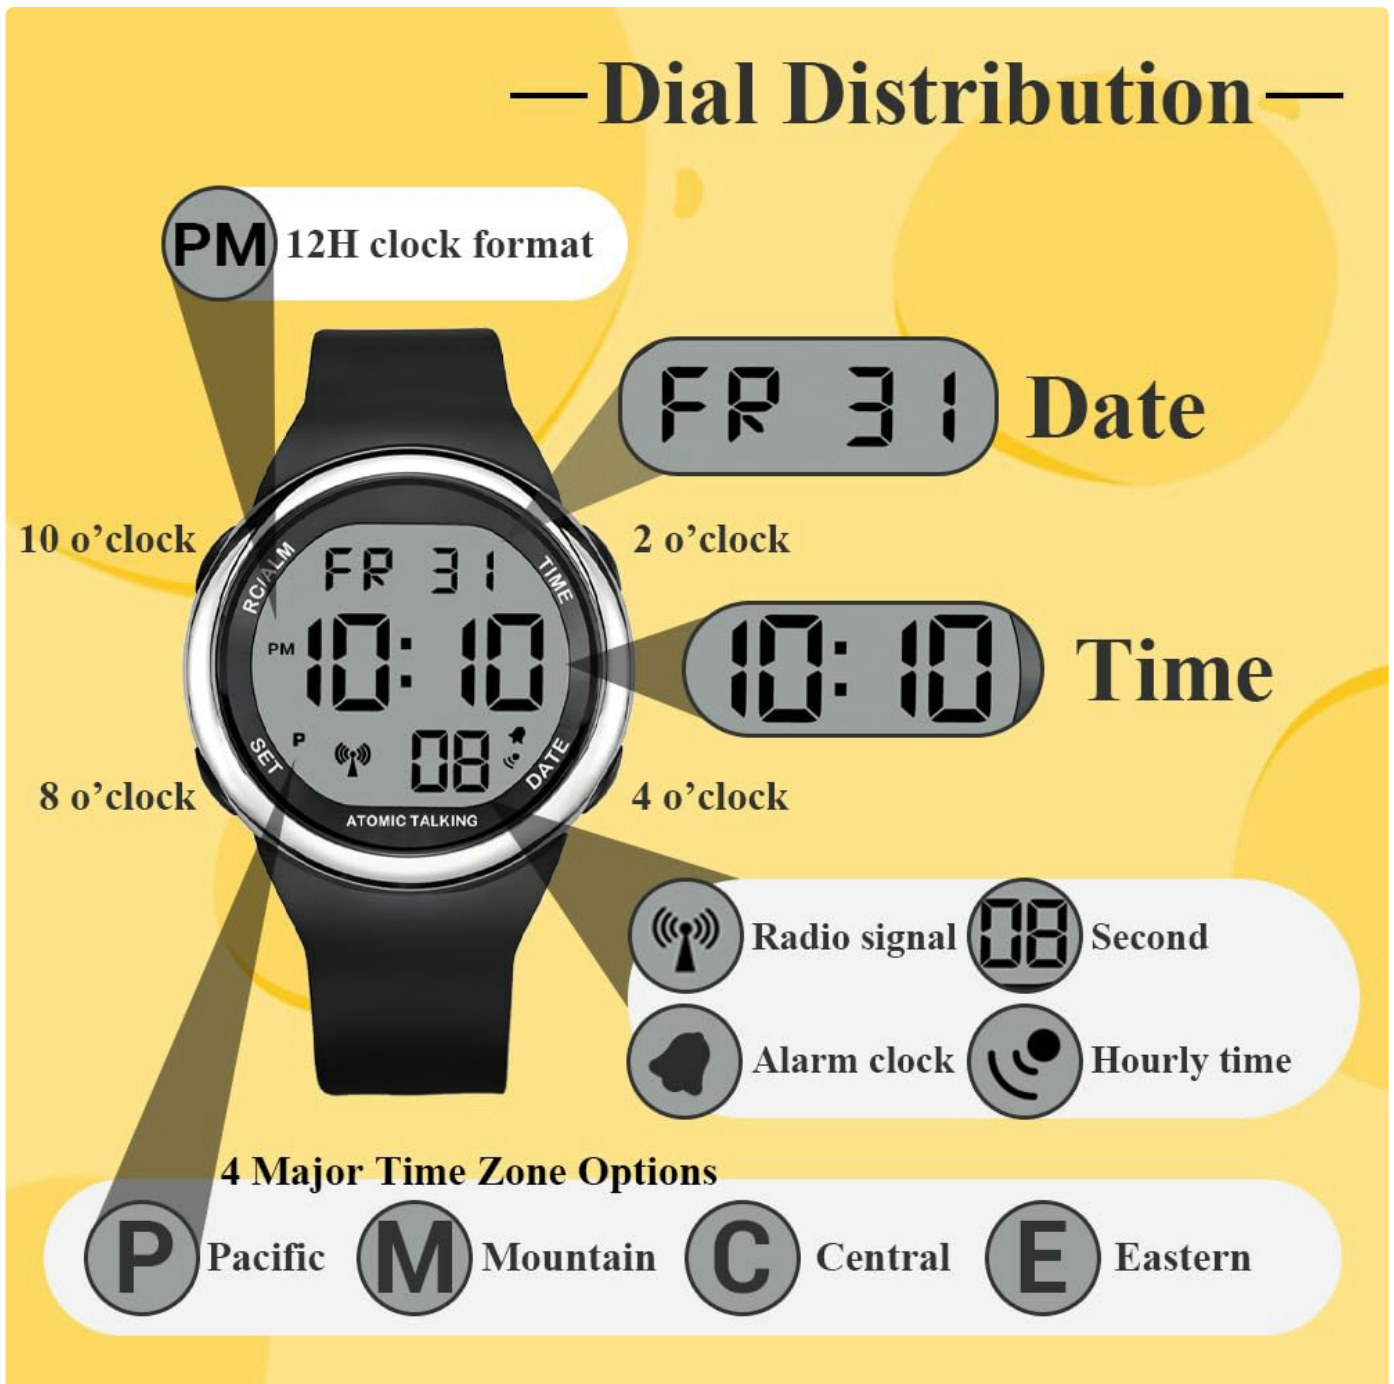 Dial Distribution
PM 12H clock format
FR 31 Date
10 o’clock
2 o’clock
RC/ALM
TIME
FR 31
PM 10:10
10:10 Time
P
08
SET
DATE
ATOMIC TALKING
8 o’clock
4 o’clock
Radio signal 08 Second
Alarm clock Hourly time
4 Major Time Zone Options
P Pacific M Mountain C Central E Eastern